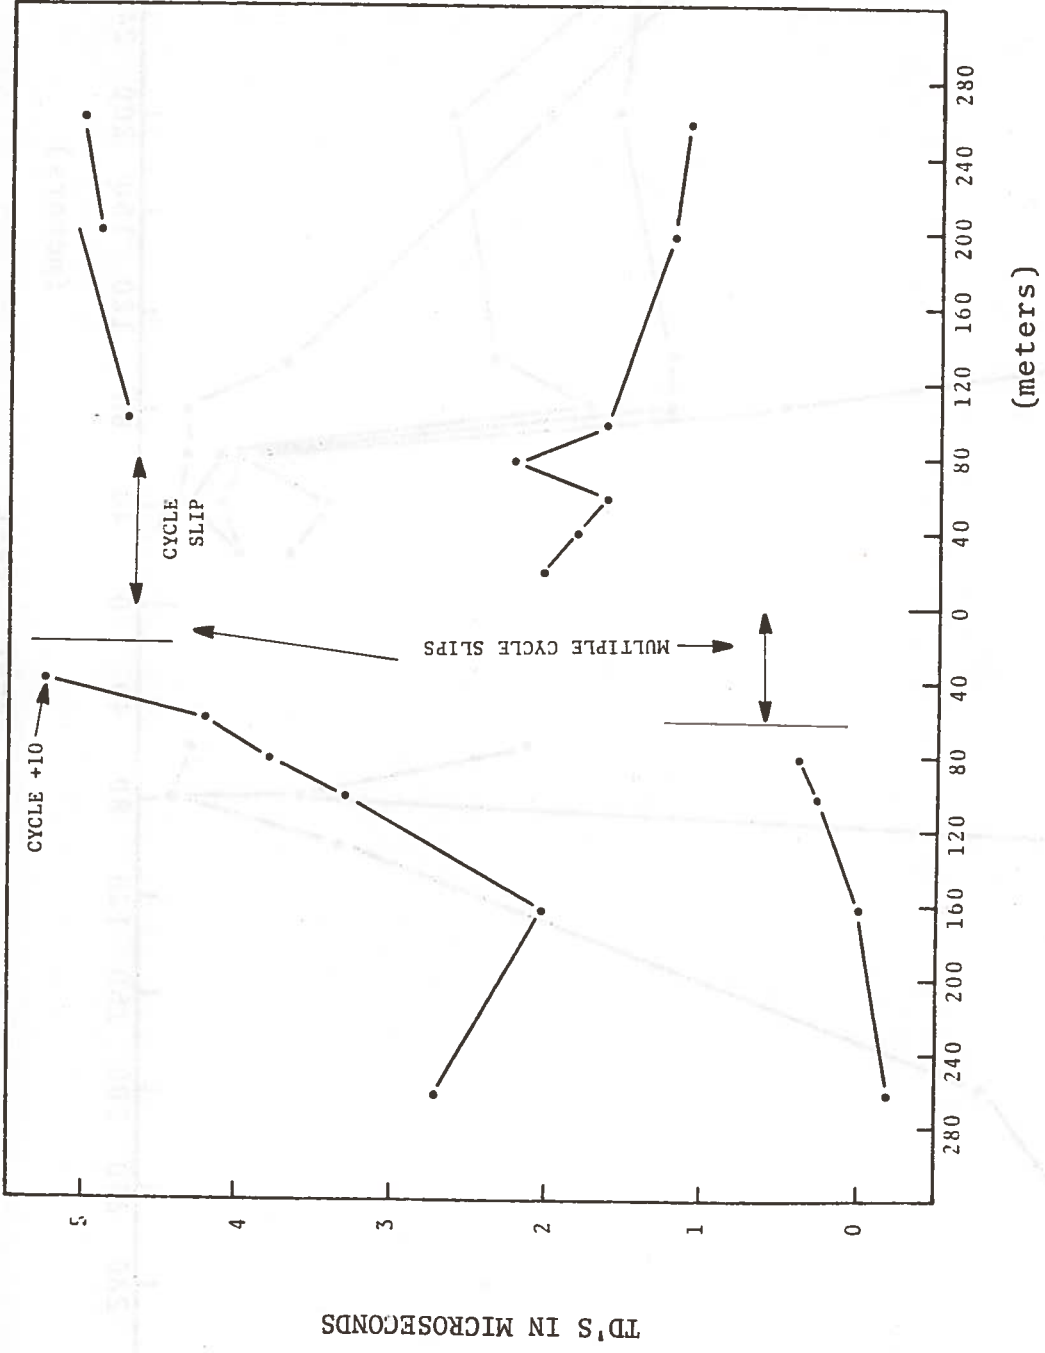 CYCLE +10
CYCLE
SLIP
MULTIPLE CYCLE SLIPS
TD'S IN MICROSECONDS
5
4
3
2
1
0
280 240 200 160 120 80 40 0 40 80 120 160 200 240 280
(meters)